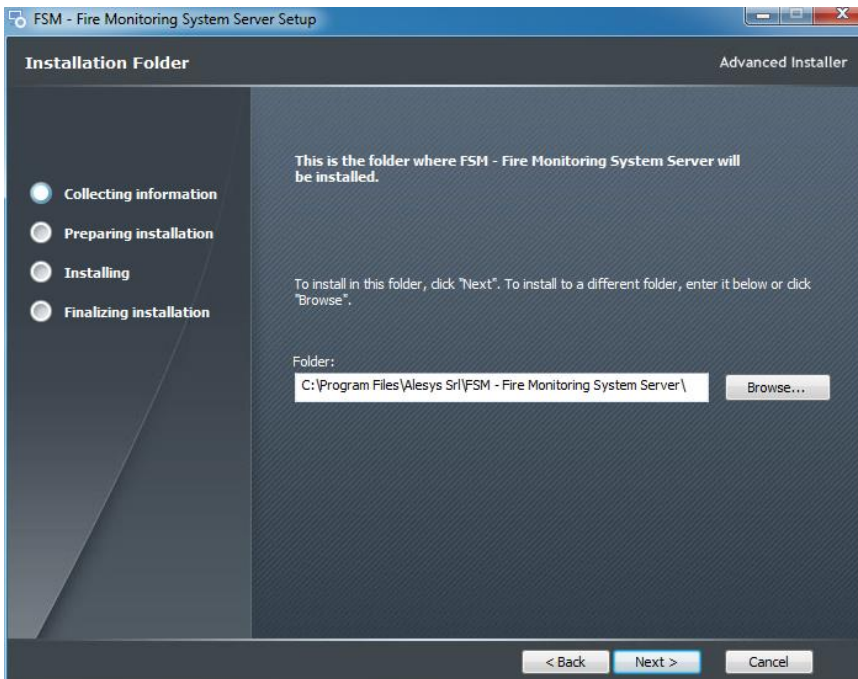 FSM - Fire Monitoring System Server Setup
Installation Folder
Advanced Installer
This is the folder where FSM - Fire Monitoring System Server will
be installed.
Collecting information
Preparing installation
Installing
Finalizing installation
To install in this folder, click "Next". To install to a different folder, enter it below or click
"Browse".
Folder:
C:\Program Files\Alesys Srl\FSM - Fire Monitoring System Server\
Browse...
< Back
Next >
Cancel